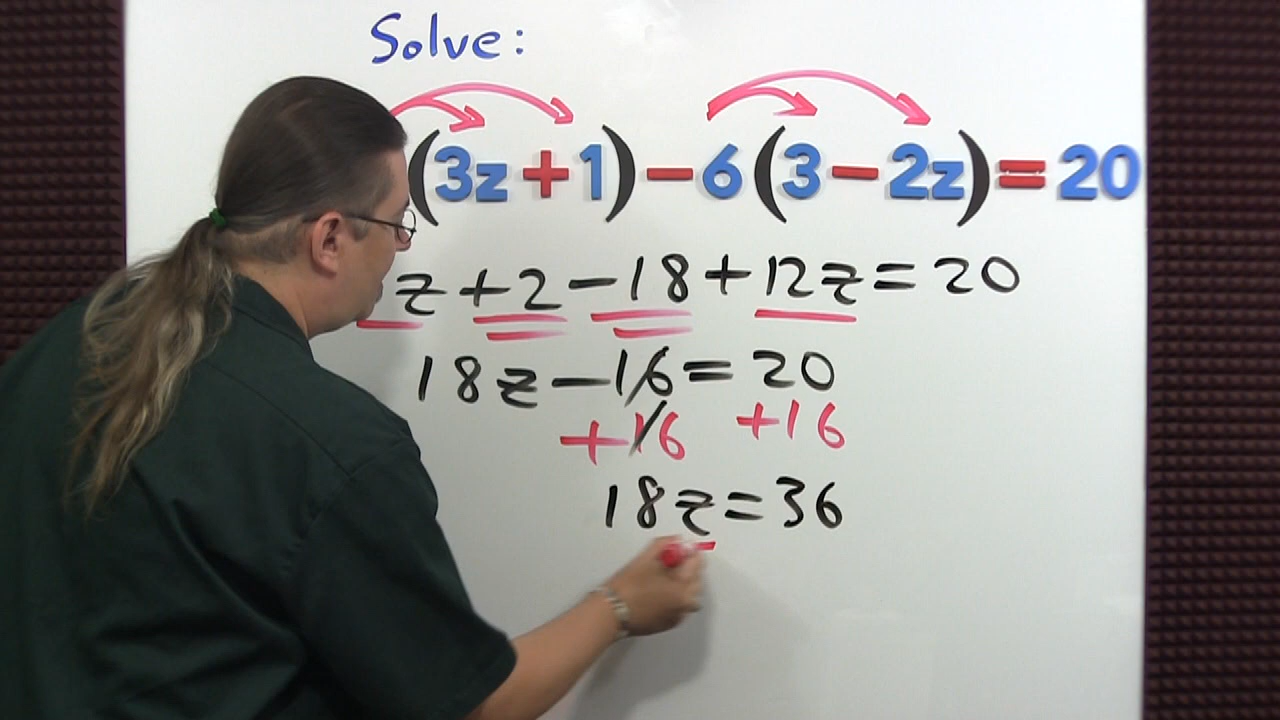 Solve:
(3z + 1) − 6(3 − 2z) = 20
z + 2 − 18 + 12z = 20
18z − 16 = 20
+16 +16
18z = 36